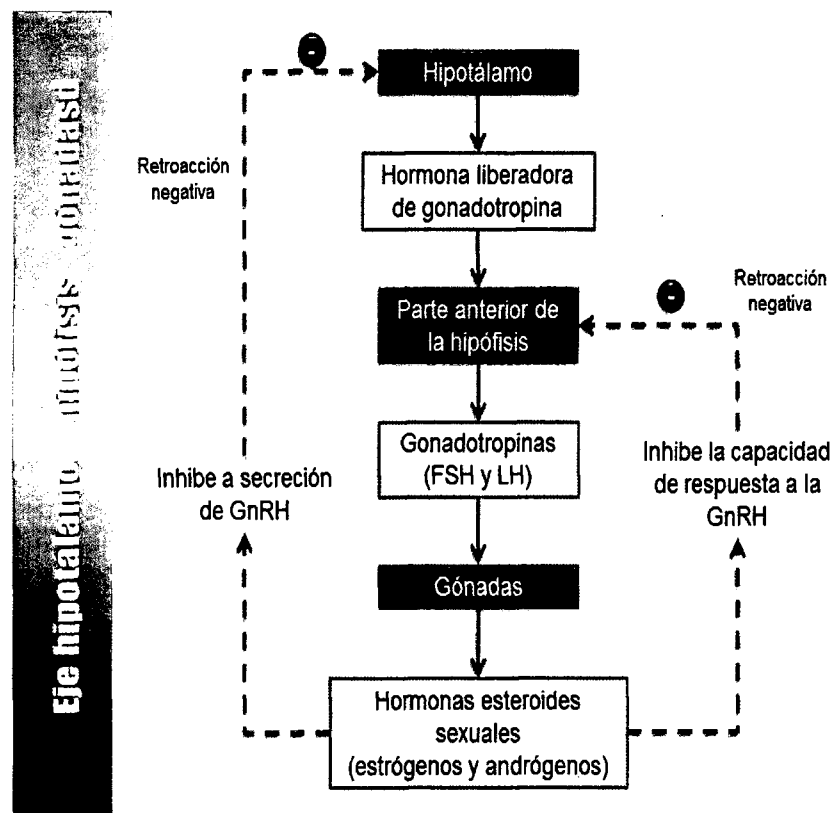 Hipotálamo
Retroacción
negativa
Hormona liberadora
de gonadotropina
Retroacción
negativa
Parte anterior de
la hipófisis
Gonadotropinas
(FSH y LH)
Inhibe a secreción
de GnRH
Inhibe la capacidad
de respuesta a la
GnRH
Gónadas
Hormonas esteroides
sexuales
(estrógenos y andrógenos)
Eje hipotálamo